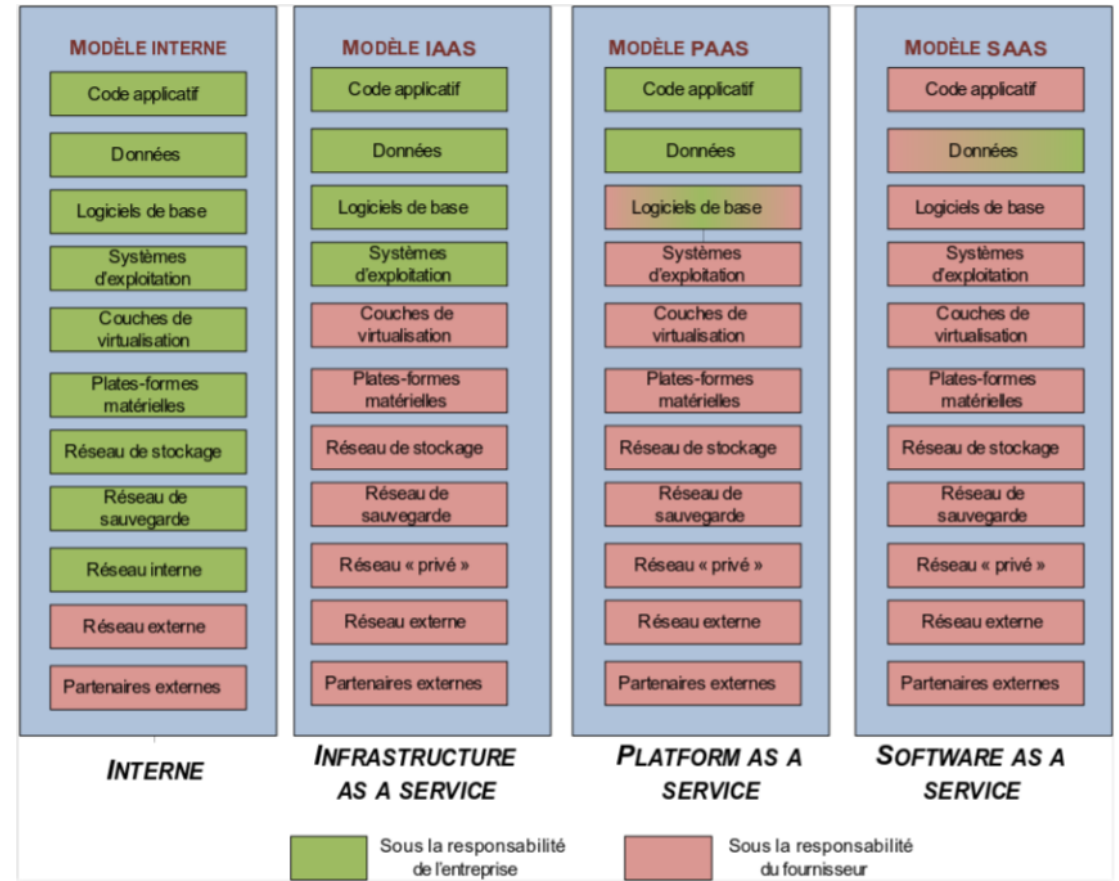 MODÈLE INTERNE
Code applicatif
Données
Logiciels de base
Systèmes
d'exploitation
Couches de
virtualisation
Plates-formes
matérielles
Réseau de stockage
Réseau de
sauvegarde
Réseau interne
Réseau externe
Partenaires externes
INTERNE
MODÈLE IAAS
Code applicatif
Données
Logiciels de base
Systèmes
d'exploitation
Couches de
virtualisation
Plates-formes
matérielles
Réseau de stockage
Réseau de
sauvegarde
Réseau « privé »
Réseau externe
Partenaires externes
INFRASTRUCTURE
AS A SERVICE
MODÈLE PAAS
Code applicatif
Données
Logiciels de base
Systèmes
d'exploitation
Couches de
virtualisation
Plates-formes
matérielles
Réseau de stockage
Réseau de
sauvegarde
Réseau « privé »
Réseau externe
Partenaires externes
PLATFORM AS A
SERVICE
MODÈLE SAAS
Code applicatif
Données
Logiciels de base
Systèmes
d'exploitation
Couches de
virtualisation
Plates-formes
matérielles
Réseau de stockage
Réseau de
sauvegarde
Réseau « privé »
Réseau externe
Partenaires externes
SOFTWARE AS A
SERVICE
Sous la responsabilité
de l'entreprise
Sous la responsabilité
du fournisseur